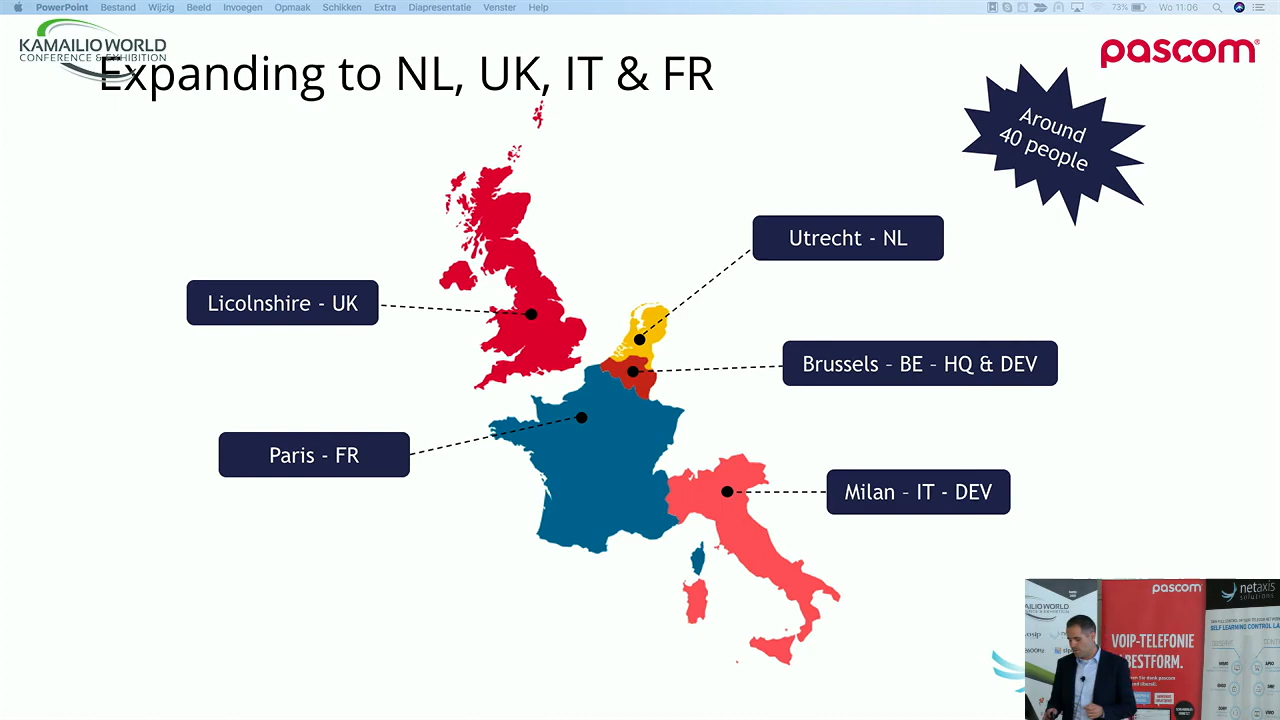 PowerPoint Bestand Wijzig Beeld Invoegen Opmaak Schikken Extra Diapresentatie Venster Help
73% Wo 11:06
KAMAILIO WORLD
CONFERENCE & EXHIBITION
Expanding to NL, UK, IT & FR
pascom
Around
40 people
Utrecht - NL
Licolnshire - UK
Brussels - BE - HQ & DEV
Paris - FR
Milan - IT - DEV
pascom
VOIP-TELEFONIE
BESTFORM.
netaxis
solutions
SELF LEARNING CONTROL